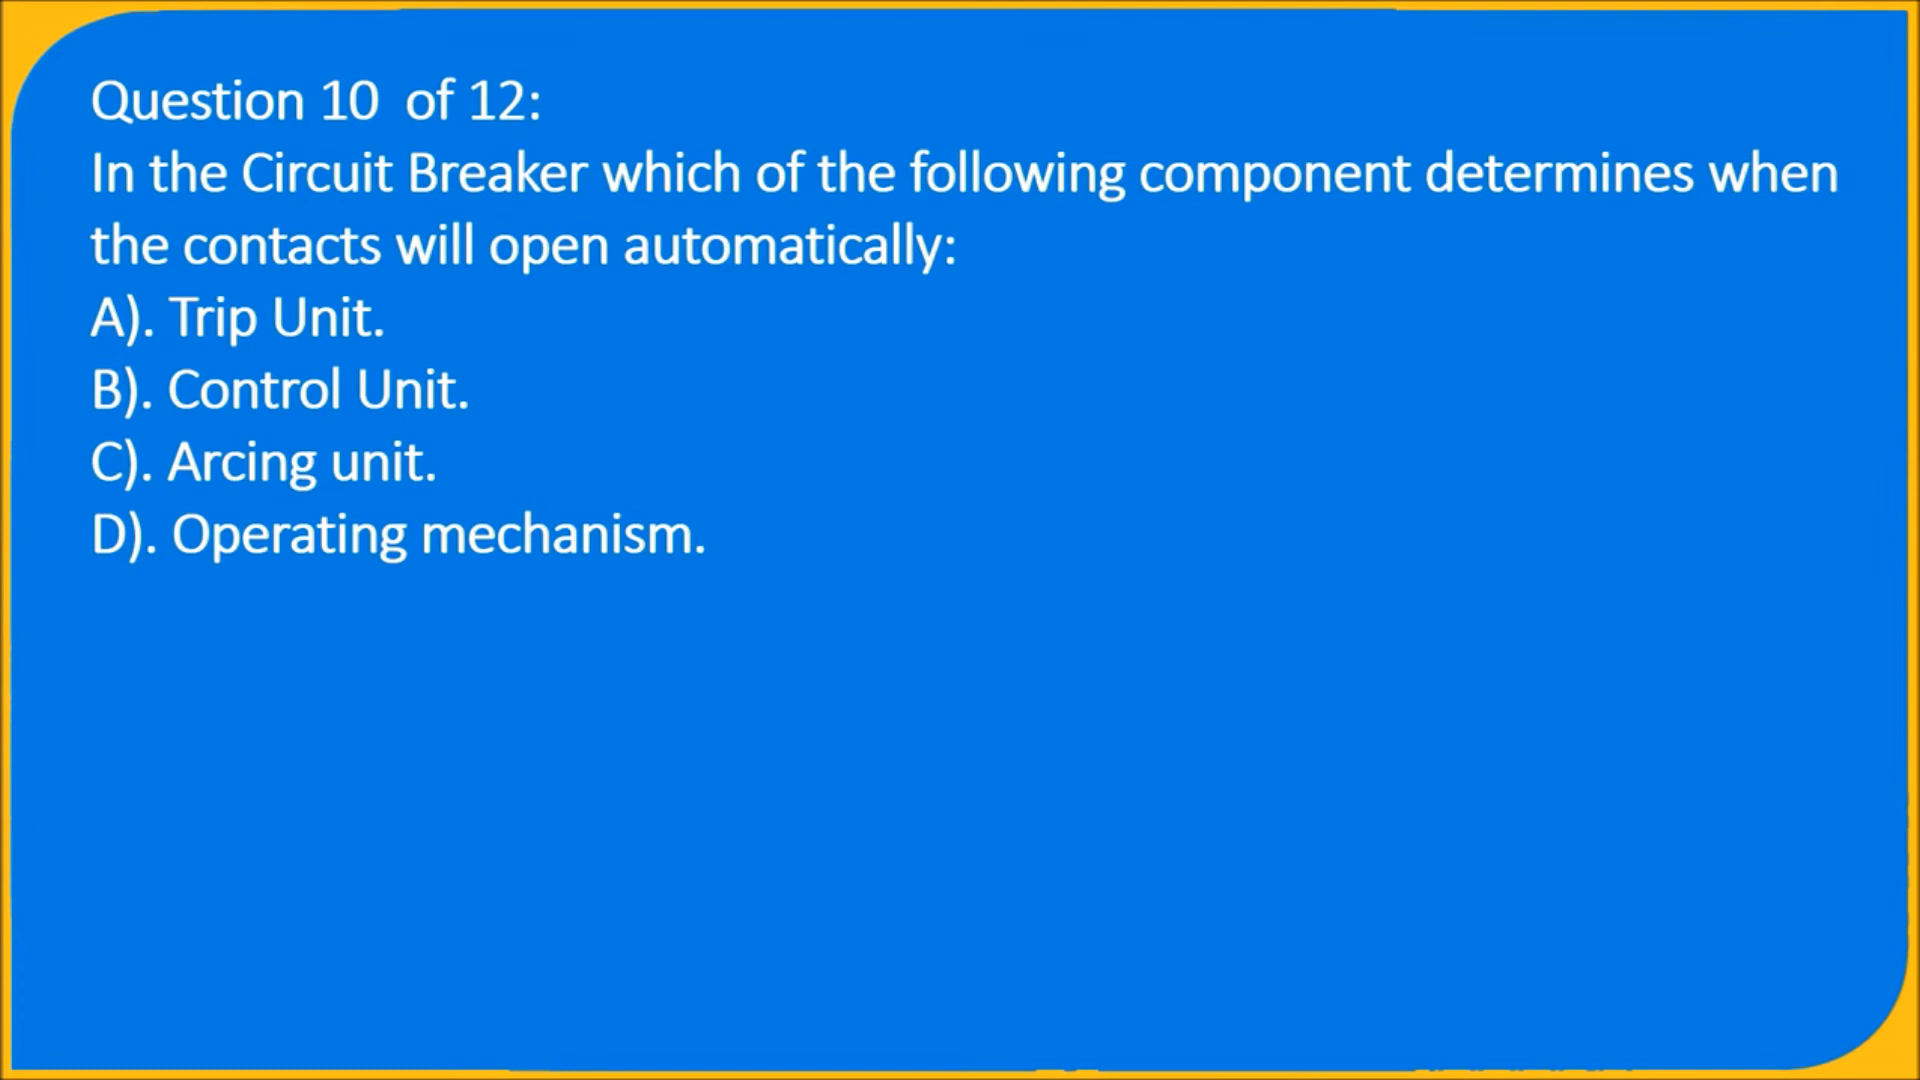 Question 10  of 12:
In the Circuit Breaker which of the following component determines when
the contacts will open automatically:
A). Trip Unit.
B). Control Unit.
C). Arcing unit.
D). Operating mechanism.